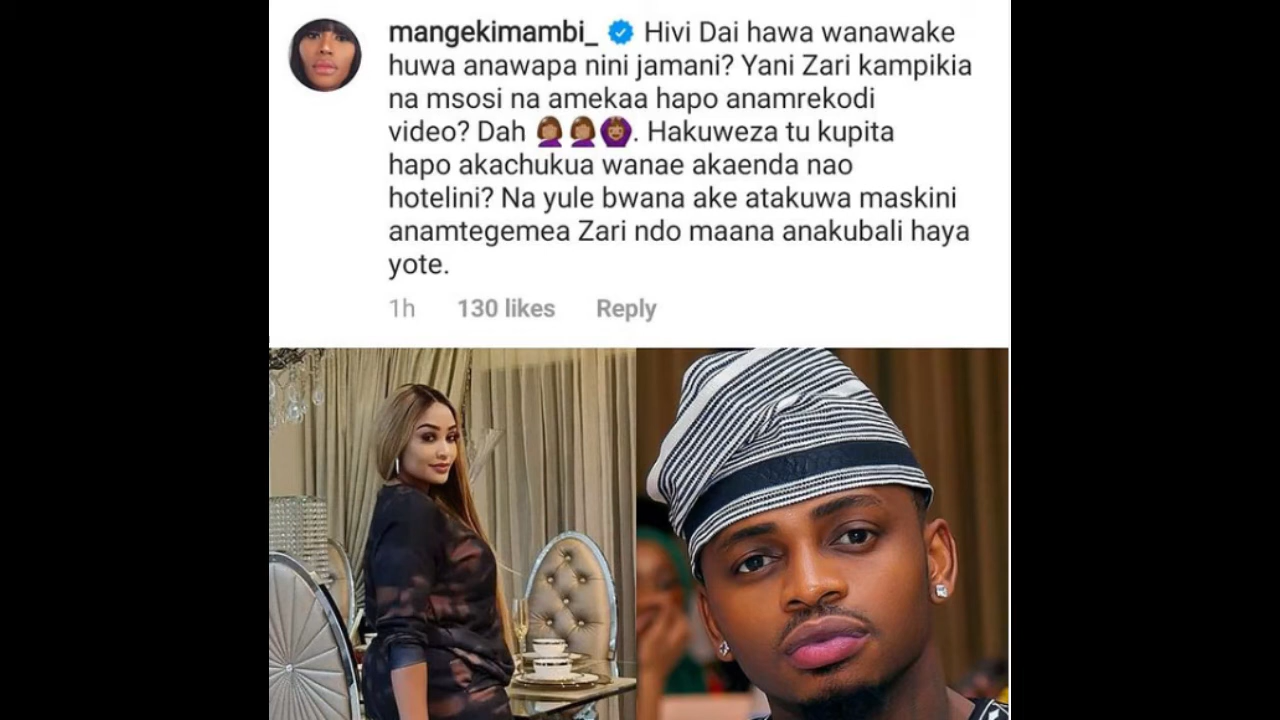 mangekimambi_ Hivi Dai hawa wanawake
huwa anawapa nini jamani? Yani Zari kampikia
na msosi na amekaa hapo anamrekodi
video? Dah 🤦🏽‍♀️🤦🏽‍♀️🙆🏽‍♀️. Hakuweza tu kupita
hapo akachukua wanae akaenda nao
hotelini? Na yule bwana ake atakuwa maskini
anamtegemea Zari ndo maana anakubali haya
yote.
1h 130 likes Reply